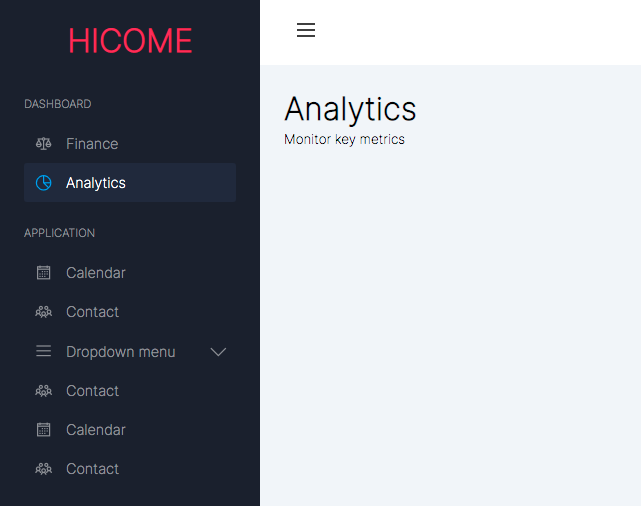 HICOME
DASHBOARD
Finance
Analytics
APPLICATION
Calendar
Contact
Dropdown menu
Contact
Calendar
Contact
Analytics
Monitor key metrics